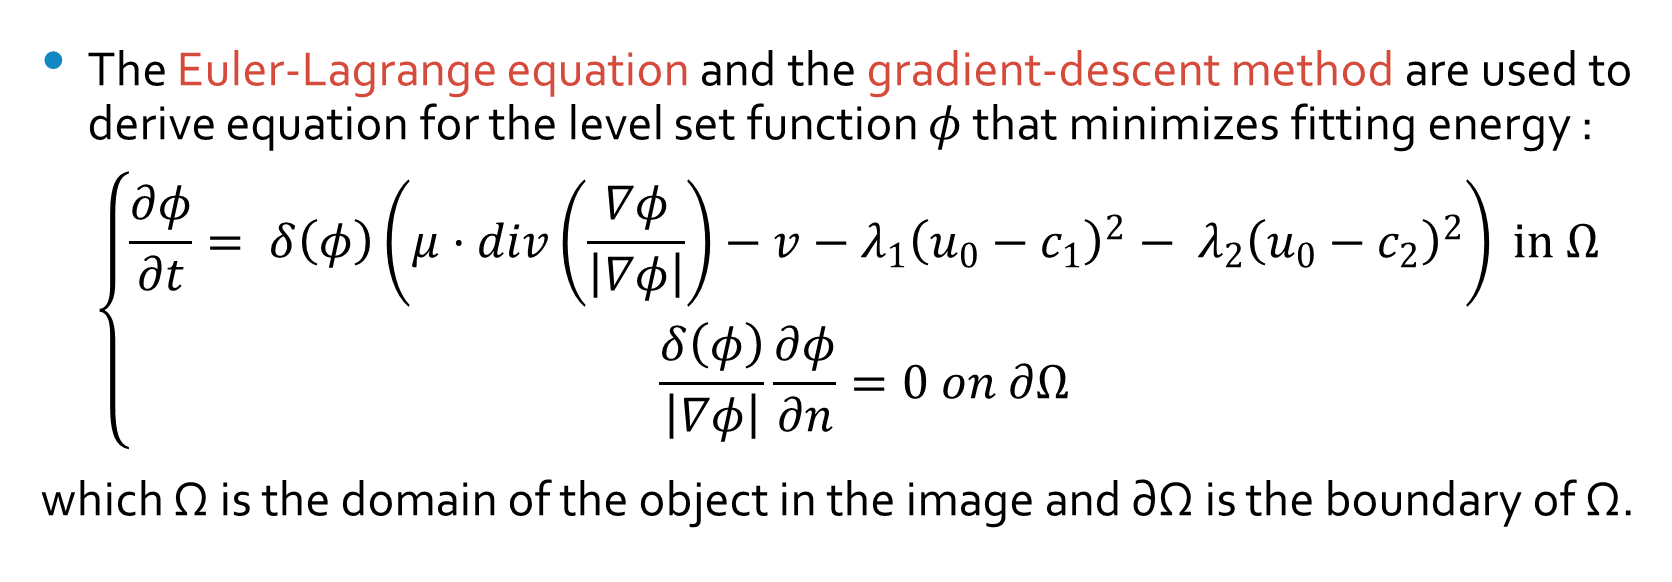 • The Euler-Lagrange equation and the gradient-descent method are used to
derive equation for the level set function ϕ that minimizes fitting energy :
{ ∂ϕ/∂t = δ(ϕ)(μ · div(∇ϕ/|∇ϕ|) − v − λ₁(u₀ − c₁)² − λ₂(u₀ − c₂)²) in Ω
δ(ϕ)/|∇ϕ| ∂ϕ/∂n = 0 on ∂Ω
which Ω is the domain of the object in the image and ∂Ω is the boundary of Ω.